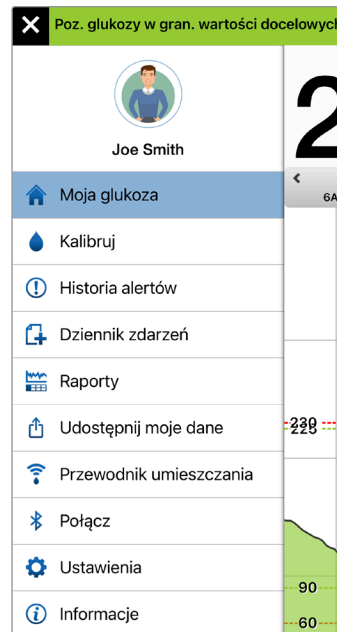 Poz. glukozy w gran. wartości docelowych
Joe Smith
2
Moja glukoza
6A
Kalibruj
Historia alertów
Dziennik zdarzeń
Raporty
Udostępnij moje dane
230
225
Przewodnik umieszczania
Połącz
Ustawienia
90
Informacje
60